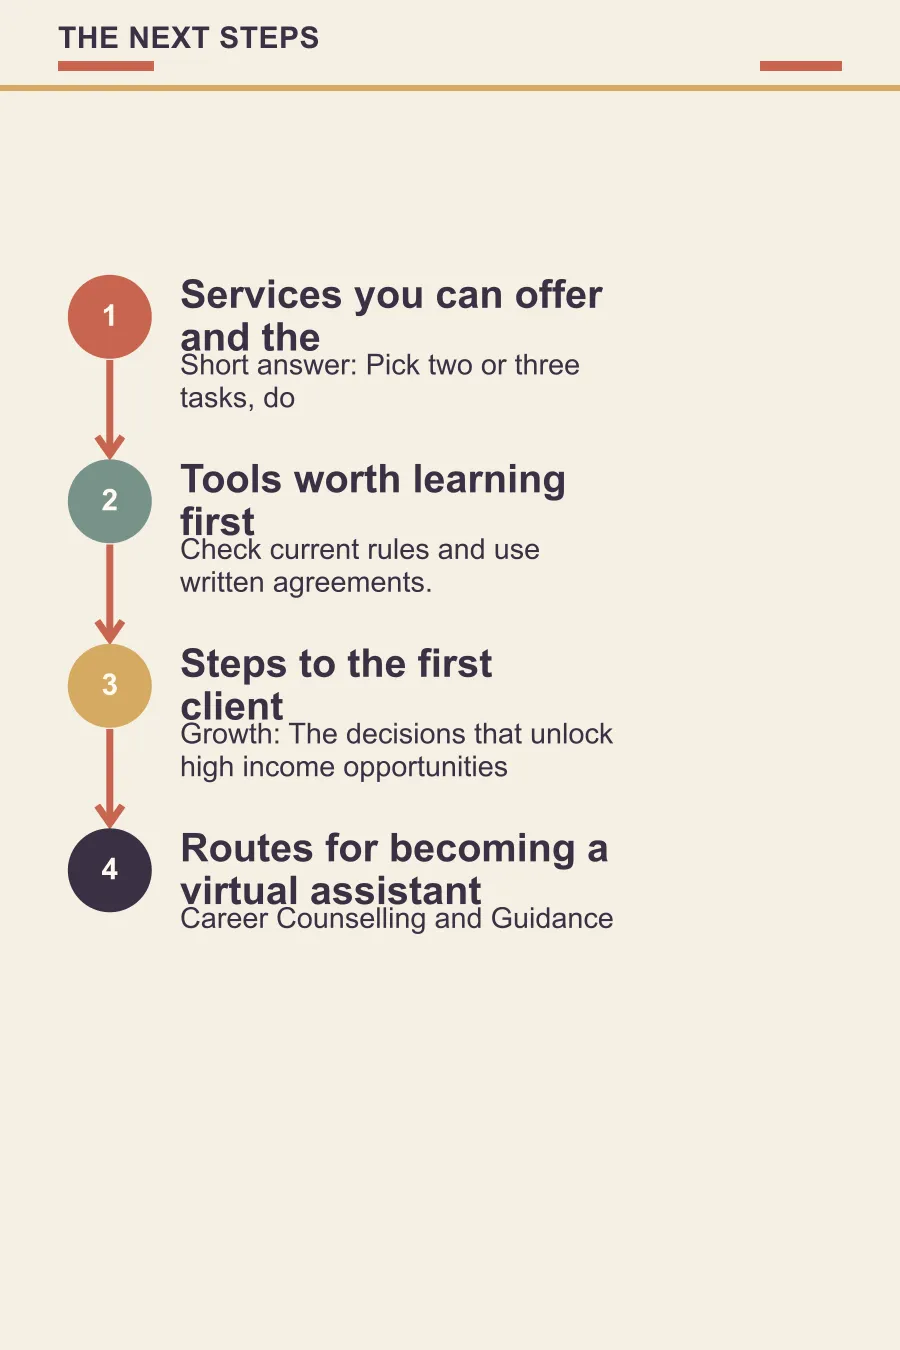 THE NEXT STEPS
1
Services you can offer
and the
Short answer: Pick two or three
tasks, do
2
Tools worth learning
first
Check current rules and use
written agreements.
3
Steps to the first
client
Growth: The decisions that unlock
high income opportunities
4
Routes for becoming a
virtual assistant
Career Counselling and Guidance